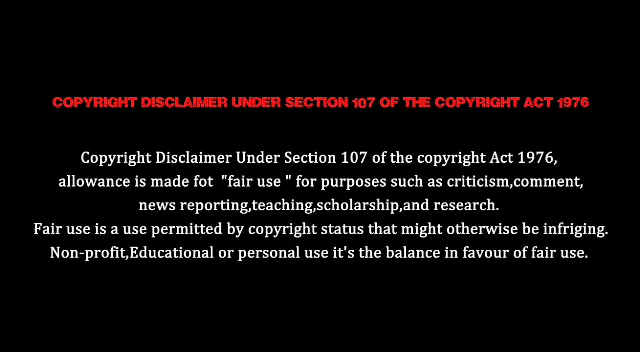 COPYRIGHT DISCLAIMER UNDER SECTION 107 OF THE COPYRIGHT ACT 1976
Copyright Disclaimer Under Section 107 of the copyright Act 1976,
allowance is made fot "fair use " for purposes such as criticism,comment,
news reporting,teaching,scholarship,and research.
Fair use is a use permitted by copyright status that might otherwise be infriging.
Non-profit,Educational or personal use it's the balance in favour of fair use.